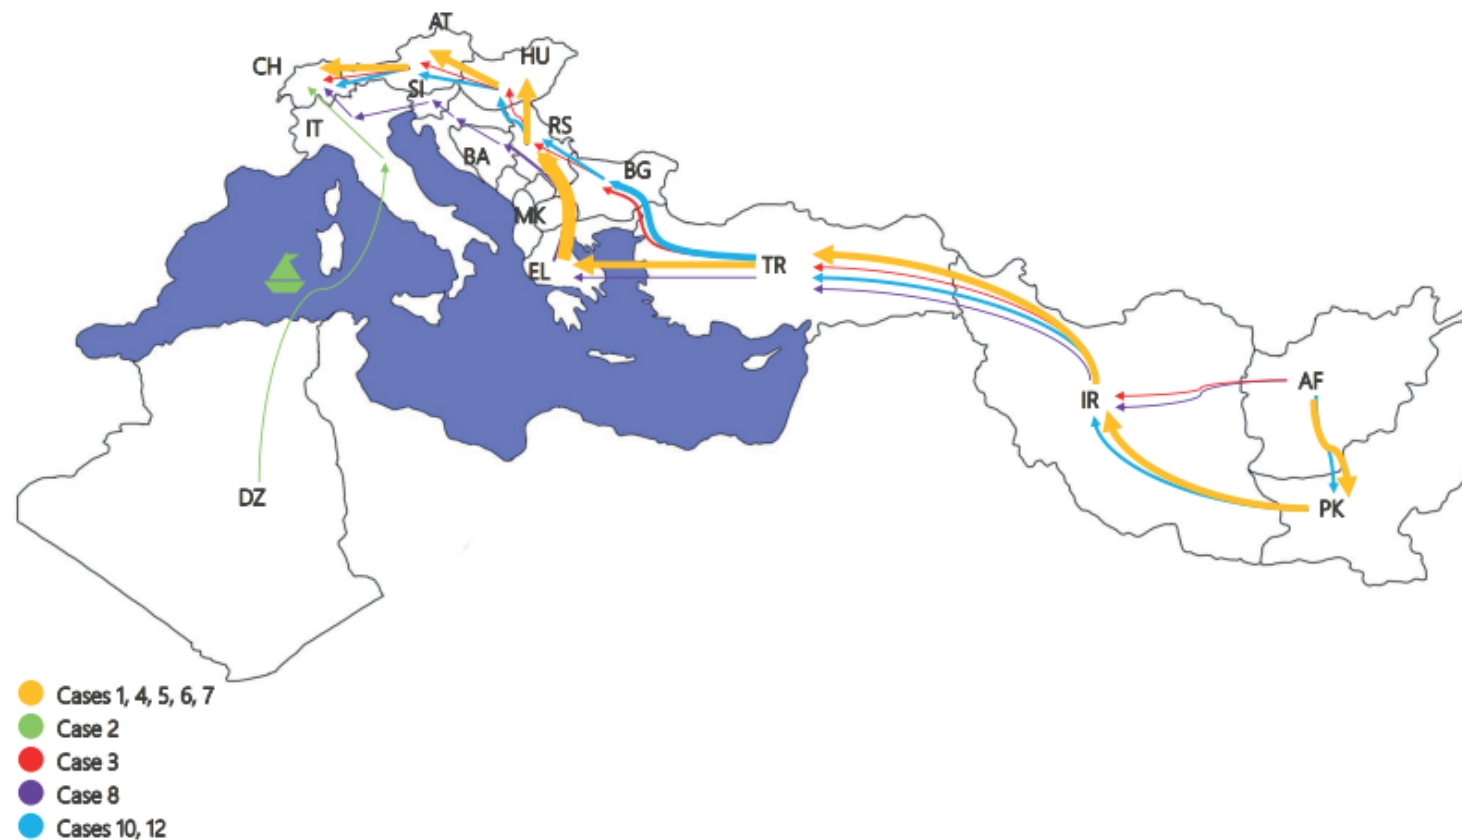 AT
HU
CH
SI
IT
RS
BA
BG
MK
EL
TR
AF
IR
DZ
PK
Cases 1, 4, 5, 6, 7
Case 2
Case 3
Case 8
Cases 10, 12